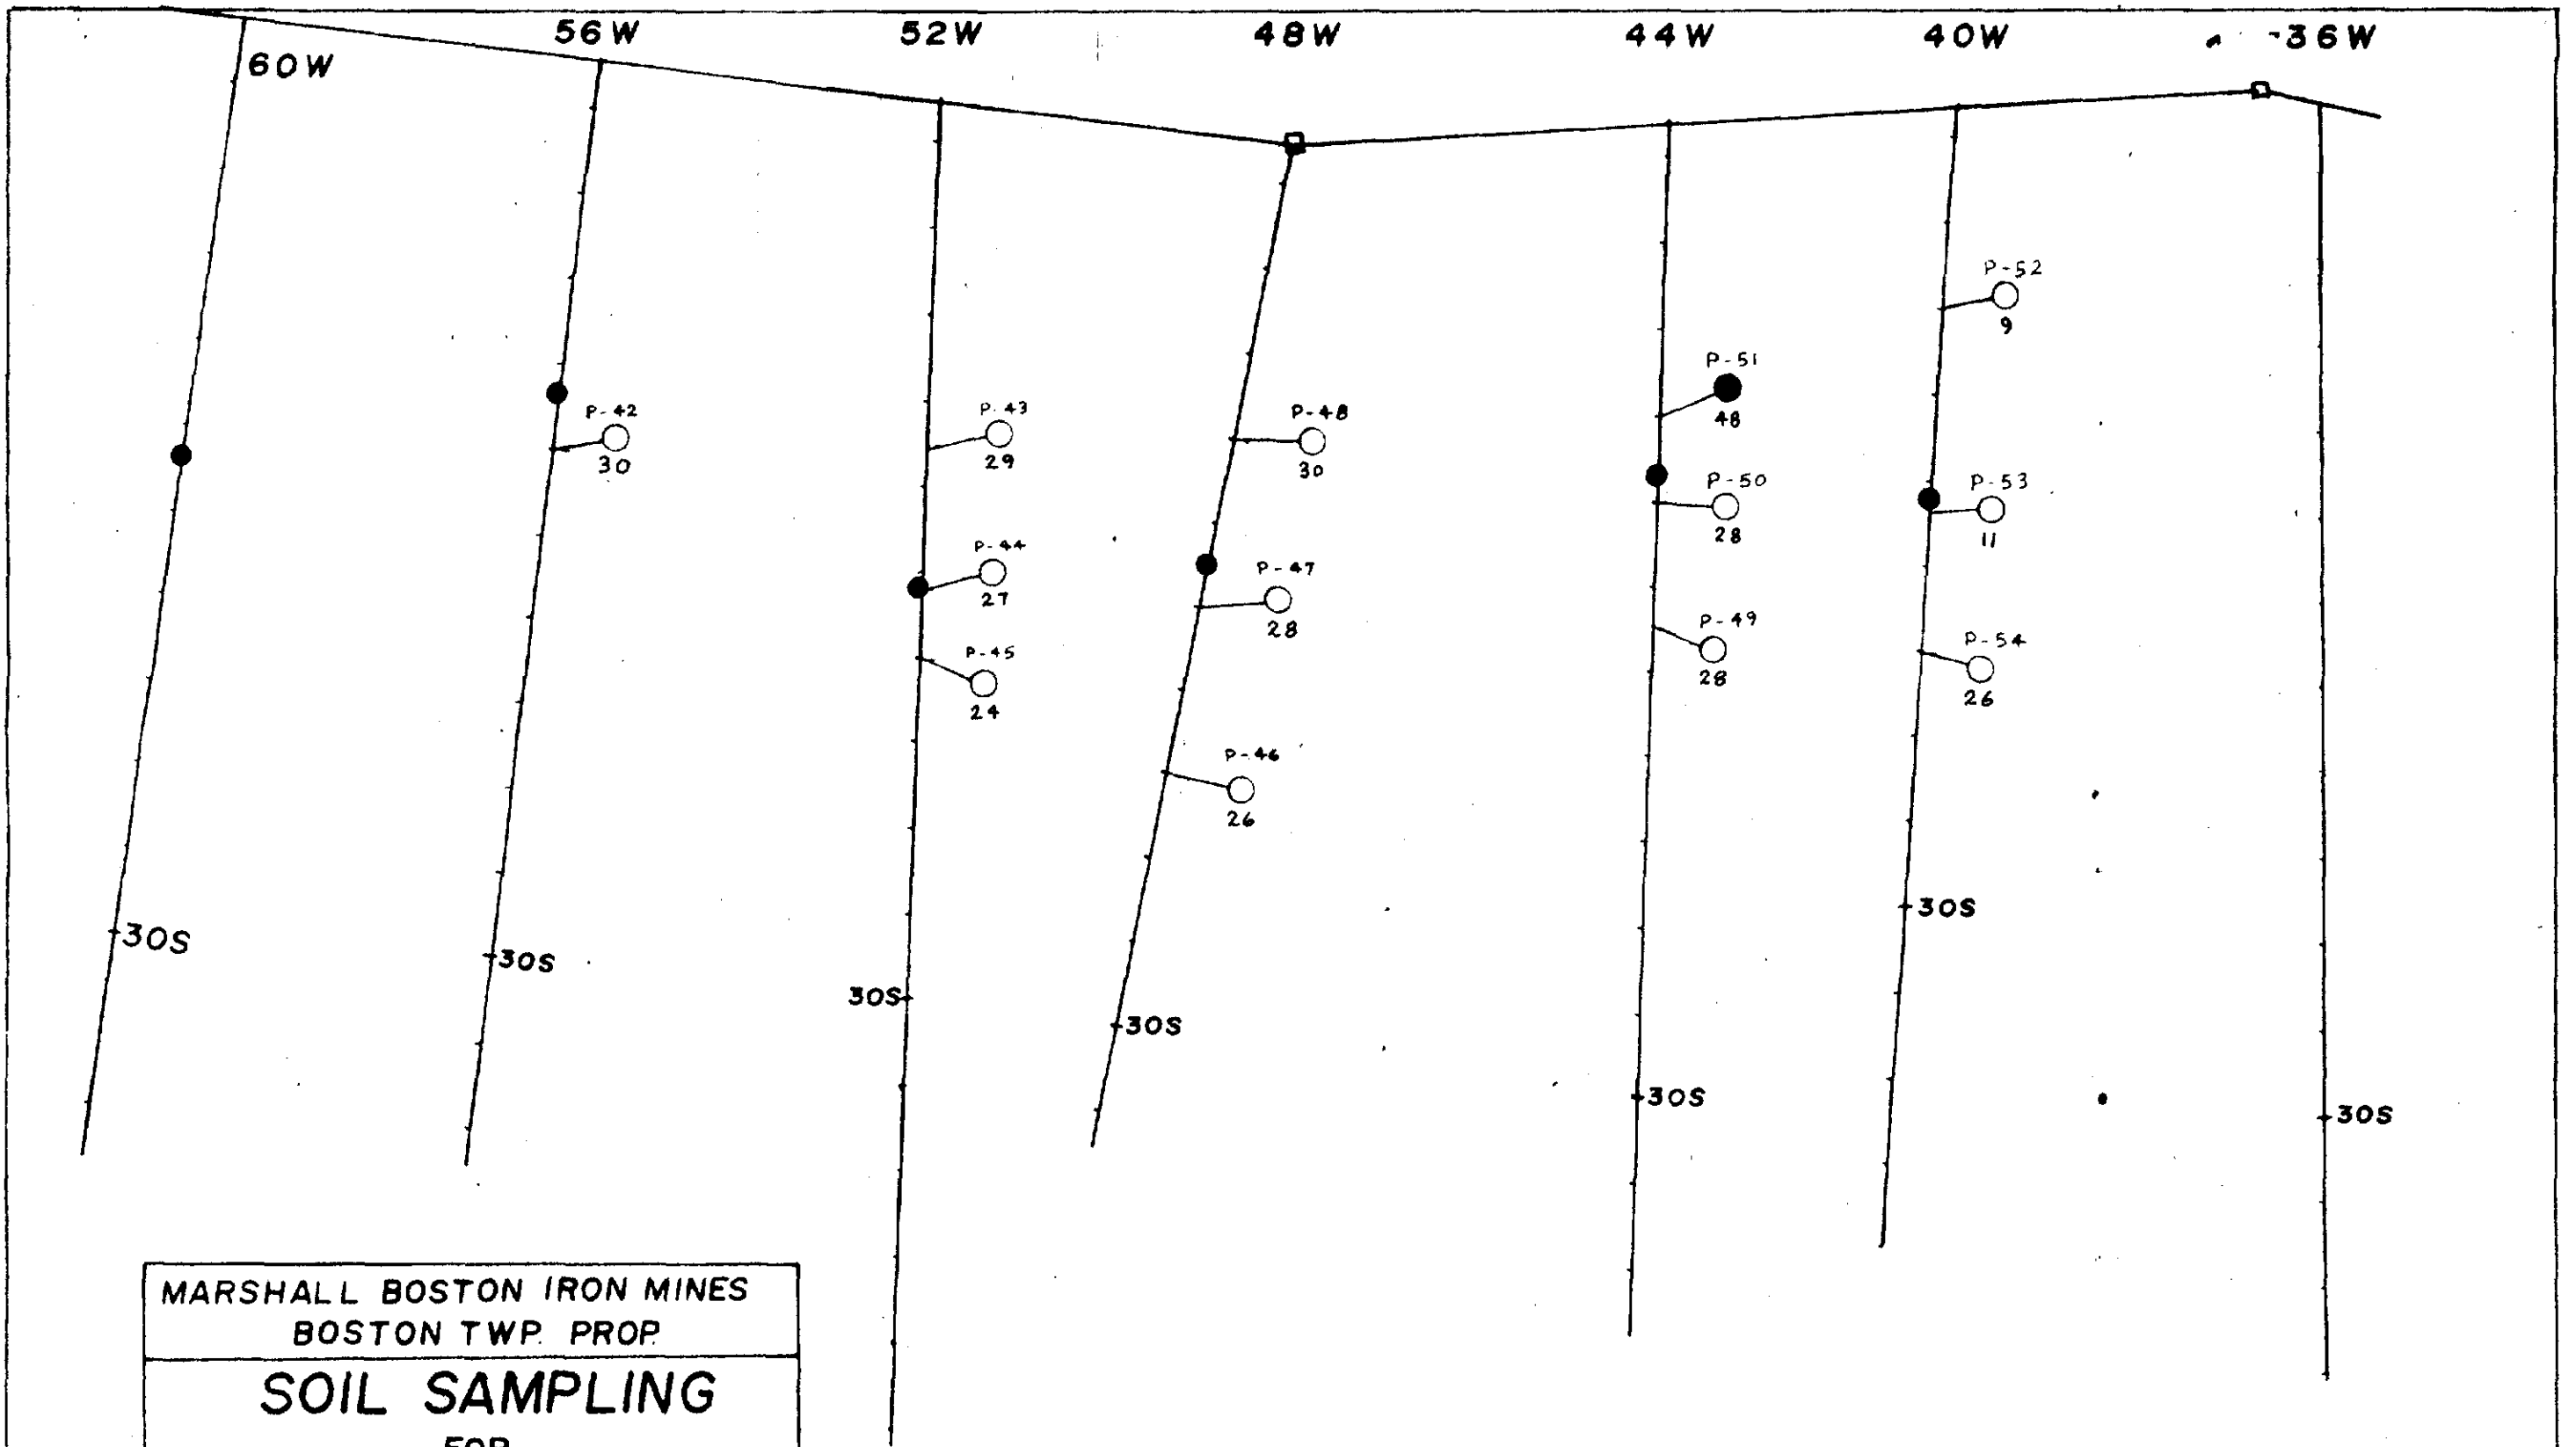 56W 52W 48W 44W 40W 36W
60W
P-52
9
P-51
48
P-42
30
P-43
29
P-48
30
P-50
28
P-53
11
P-44
27
P-47
28
P-49
28
P-54
26
P-45
24
P-46
26
30S
30S
30S
30S
30S
30S
30S
MARSHALL BOSTON IRON MINES
BOSTON TWP. PROP.
SOIL SAMPLING
FOR